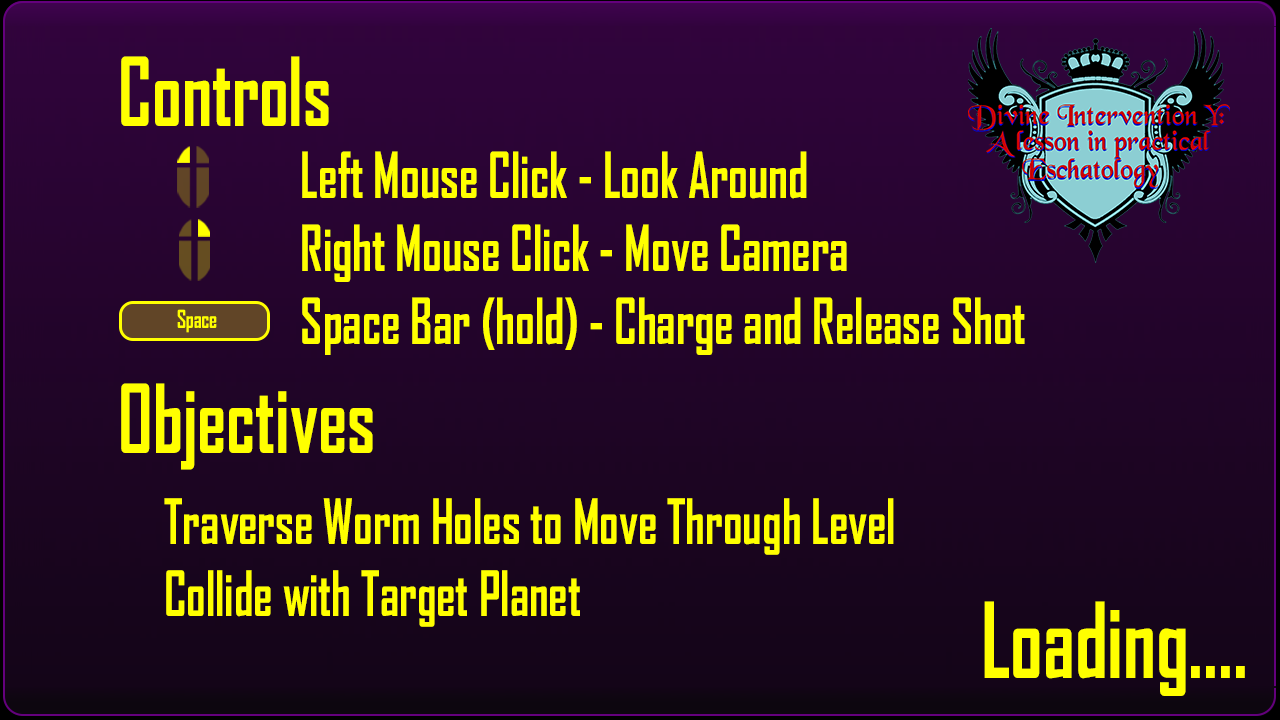 Controls
Divine Intervention Y:
A lesson in practical
Eschatology
Left Mouse Click - Look Around
Right Mouse Click - Move Camera
Space
Space Bar (hold) - Charge and Release Shot
Objectives
Traverse Worm Holes to Move Through Level
Collide with Target Planet
Loading....